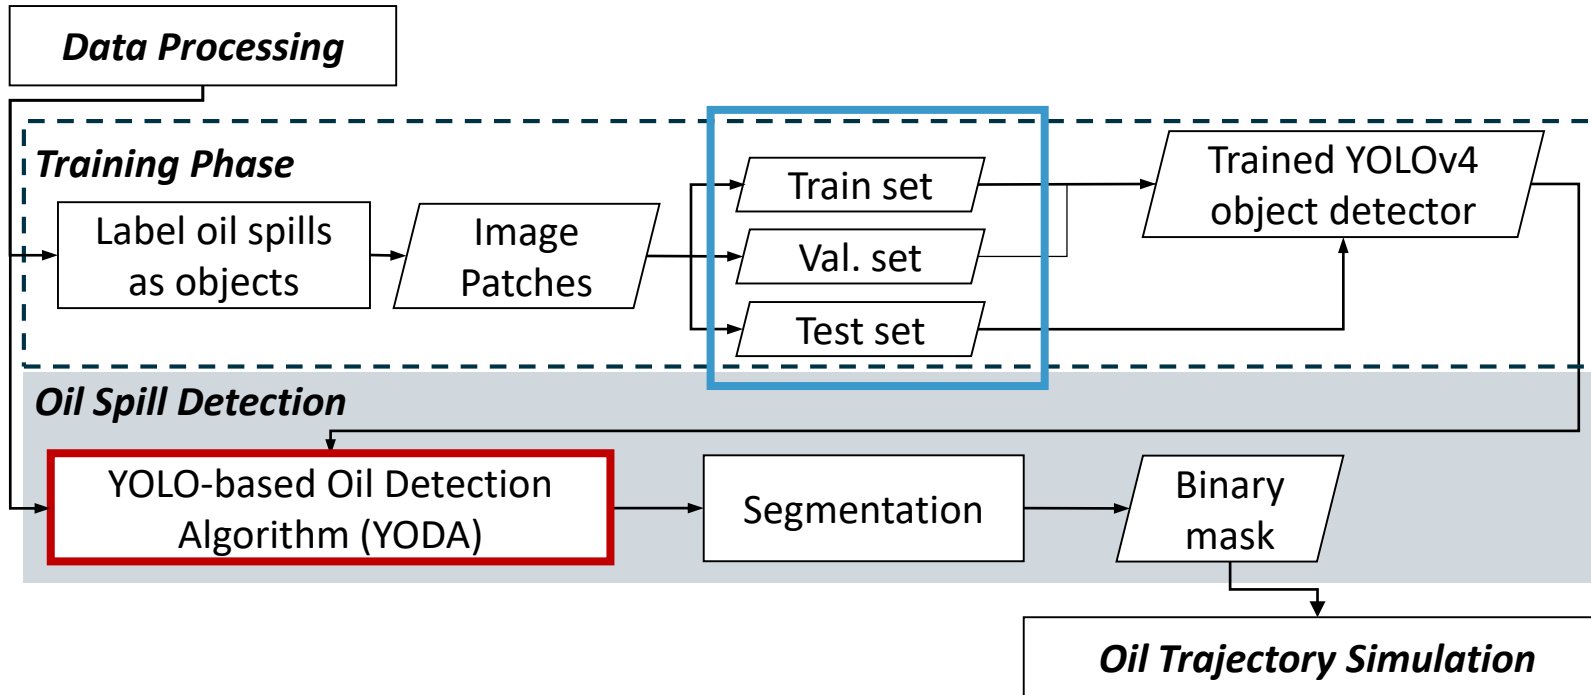 Data Processing
Training Phase
Label oil spills
as objects
Image
Patches
Train set
Val. set
Test set
Trained YOLOv4
object detector
Oil Spill Detection
YOLO-based Oil Detection
Algorithm (YODA)
Segmentation
Binary
mask
Oil Trajectory Simulation